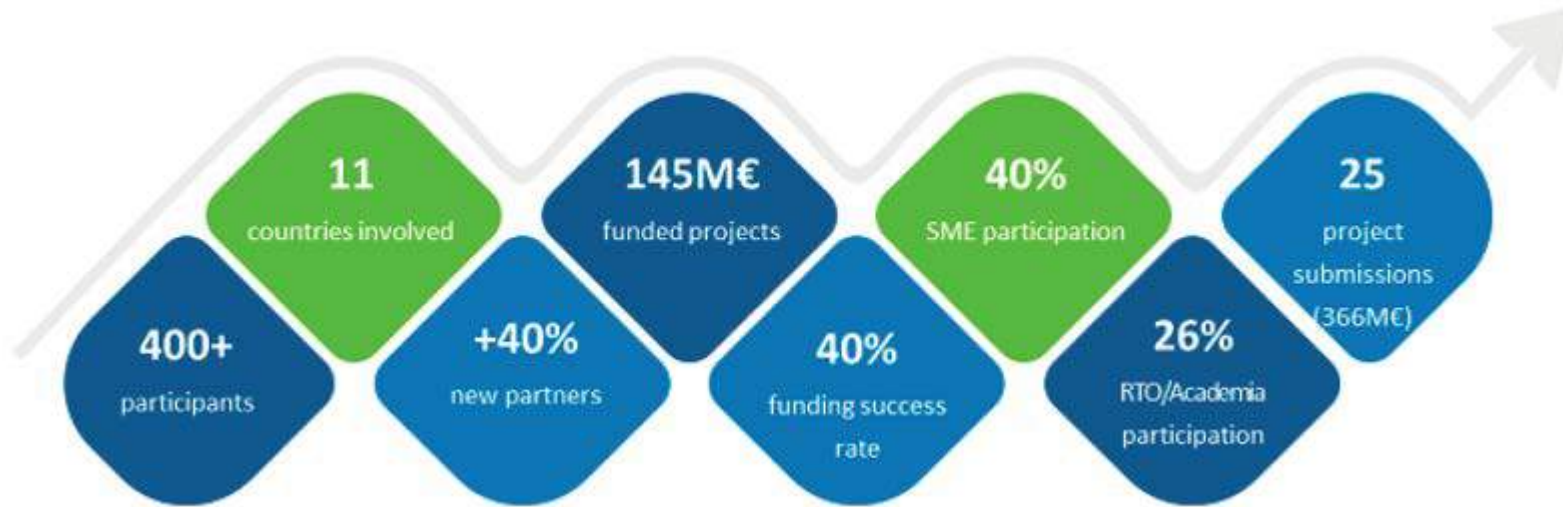 11
countries involved
145M€
funded projects
40%
SME participation
25
project
submissions
(366M€)
400+
participants
+40%
new partners
40%
funding success
rate
26%
RTO/Academia
participation